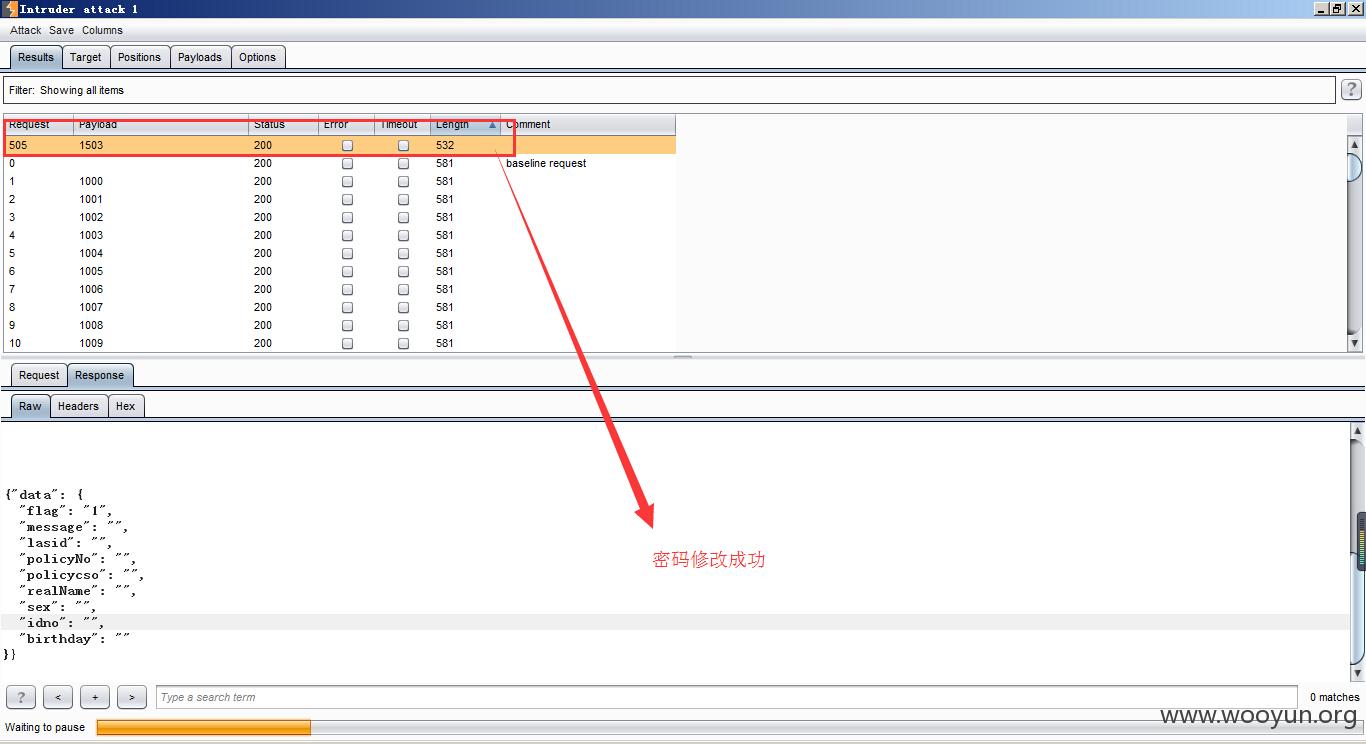 Intruder attack 1
Attack Save Columns
Results Target Positions Payloads Options
Filter: Showing all items ?
Request Payload Status Error Timeout Length Comment
505 1503 200 532
0 200 581 baseline request
1 1000 200 581
2 1001 200 581
3 1002 200 581
4 1003 200 581
5 1004 200 581
6 1005 200 581
7 1006 200 581
8 1007 200 581
9 1008 200 581
10 1009 200 581
Request Response
Raw Headers Hex
{"data": {
"flag": "1",
"message": "",
"lasid": "",
"policyNo": "",
"policycso": "",
"realName": "",
"sex": "",
"idno": "",
"birthday": ""
}}
密码修改成功
? < + > Type a search term 0 matches
Waiting to pause
www.wooyun.org